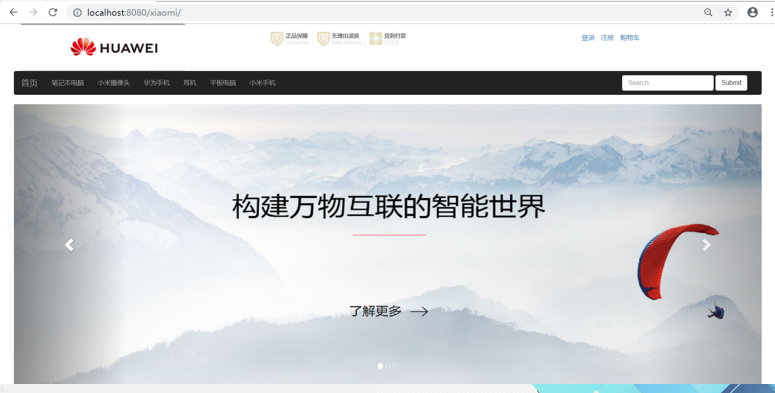 localhost:8080/xiaomi/
HUAWEI
正品保障
无理由退换
货到付款
登录 注册 购物车
首页 笔记本电脑 小米摄像头 华为手机 耳机 平板电脑 小米手机 Search Submit
构建万物互联的智能世界
了解更多